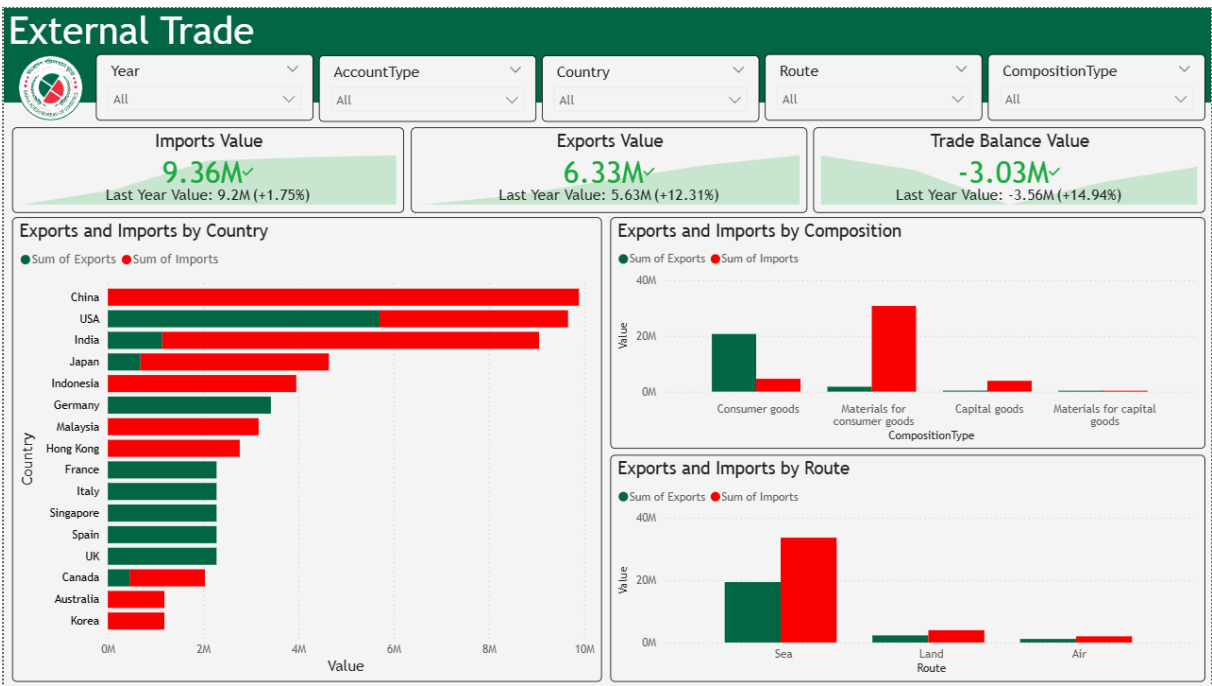 External Trade
Year
All
AccountType
All
Country
All
Route
All
CompositionType
All
Imports Value
9.36M
Last Year Value: 9.2M (+1.75%)
Exports Value
6.33M
Last Year Value: 5.63M (+12.31%)
Trade Balance Value
-3.03M
Last Year Value: -3.56M (+14.94%)
Exports and Imports by Country
Sum of Exports Sum of Imports
Country
China
USA
India
Japan
Indonesia
Germany
Malaysia
Hong Kong
France
Italy
Singapore
Spain
UK
Canada
Australia
Korea
0M 2M 4M 6M 8M 10M
Value
Exports and Imports by Composition
Sum of Exports Sum of Imports
Value
40M
20M
0M
Consumer goods
Materials for
consumer goods
Capital goods
Materials for capital
goods
CompositionType
Exports and Imports by Route
Sum of Exports Sum of Imports
Value
40M
20M
0M
Sea Land Air
Route